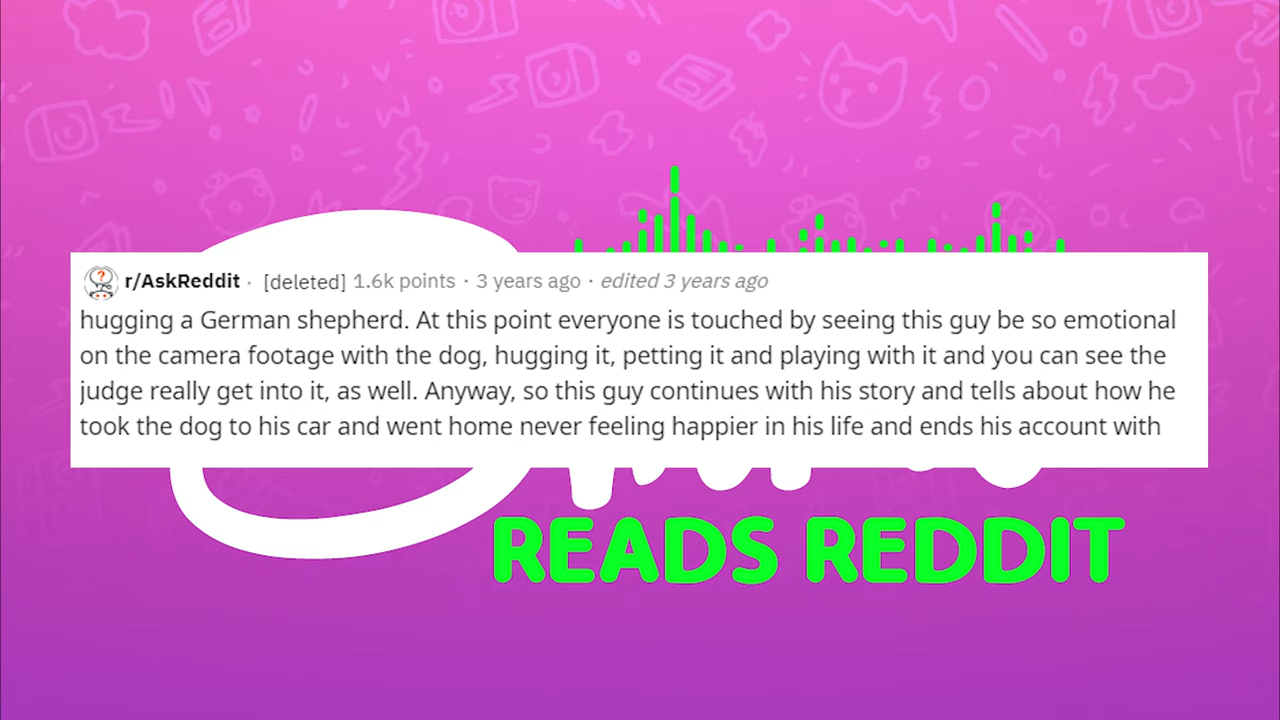 r/AskReddit · [deleted] 1.6k points · 3 years ago · edited 3 years ago
hugging a German shepherd. At this point everyone is touched by seeing this guy be so emotional
on the camera footage with the dog, hugging it, petting it and playing with it and you can see the
judge really get into it, as well. Anyway, so this guy continues with his story and tells about how he
took the dog to his car and went home never feeling happier in his life and ends his account with
READS REDDIT